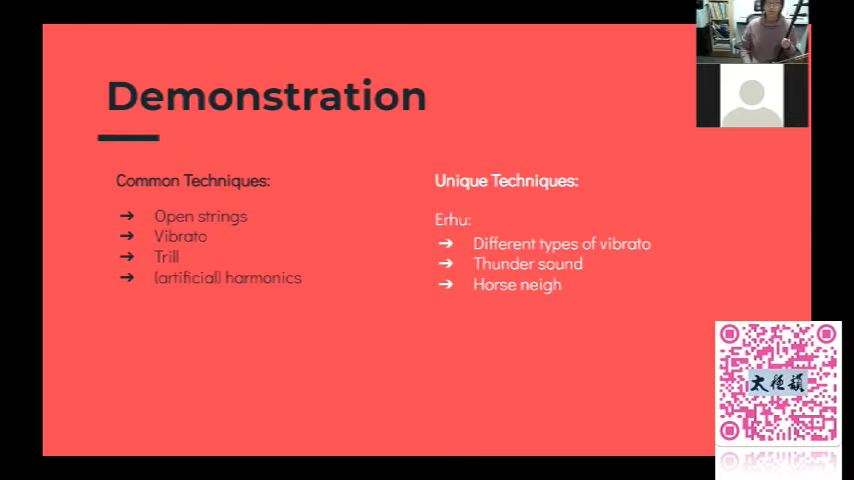 Demonstration
Common Techniques:
➔ Open strings
➔ Vibrato
➔ Trill
➔ (artificial) harmonics
Unique Techniques:
Erhu:
➔ Different types of vibrato
➔ Thunder sound
➔ Horse neigh
太極韻